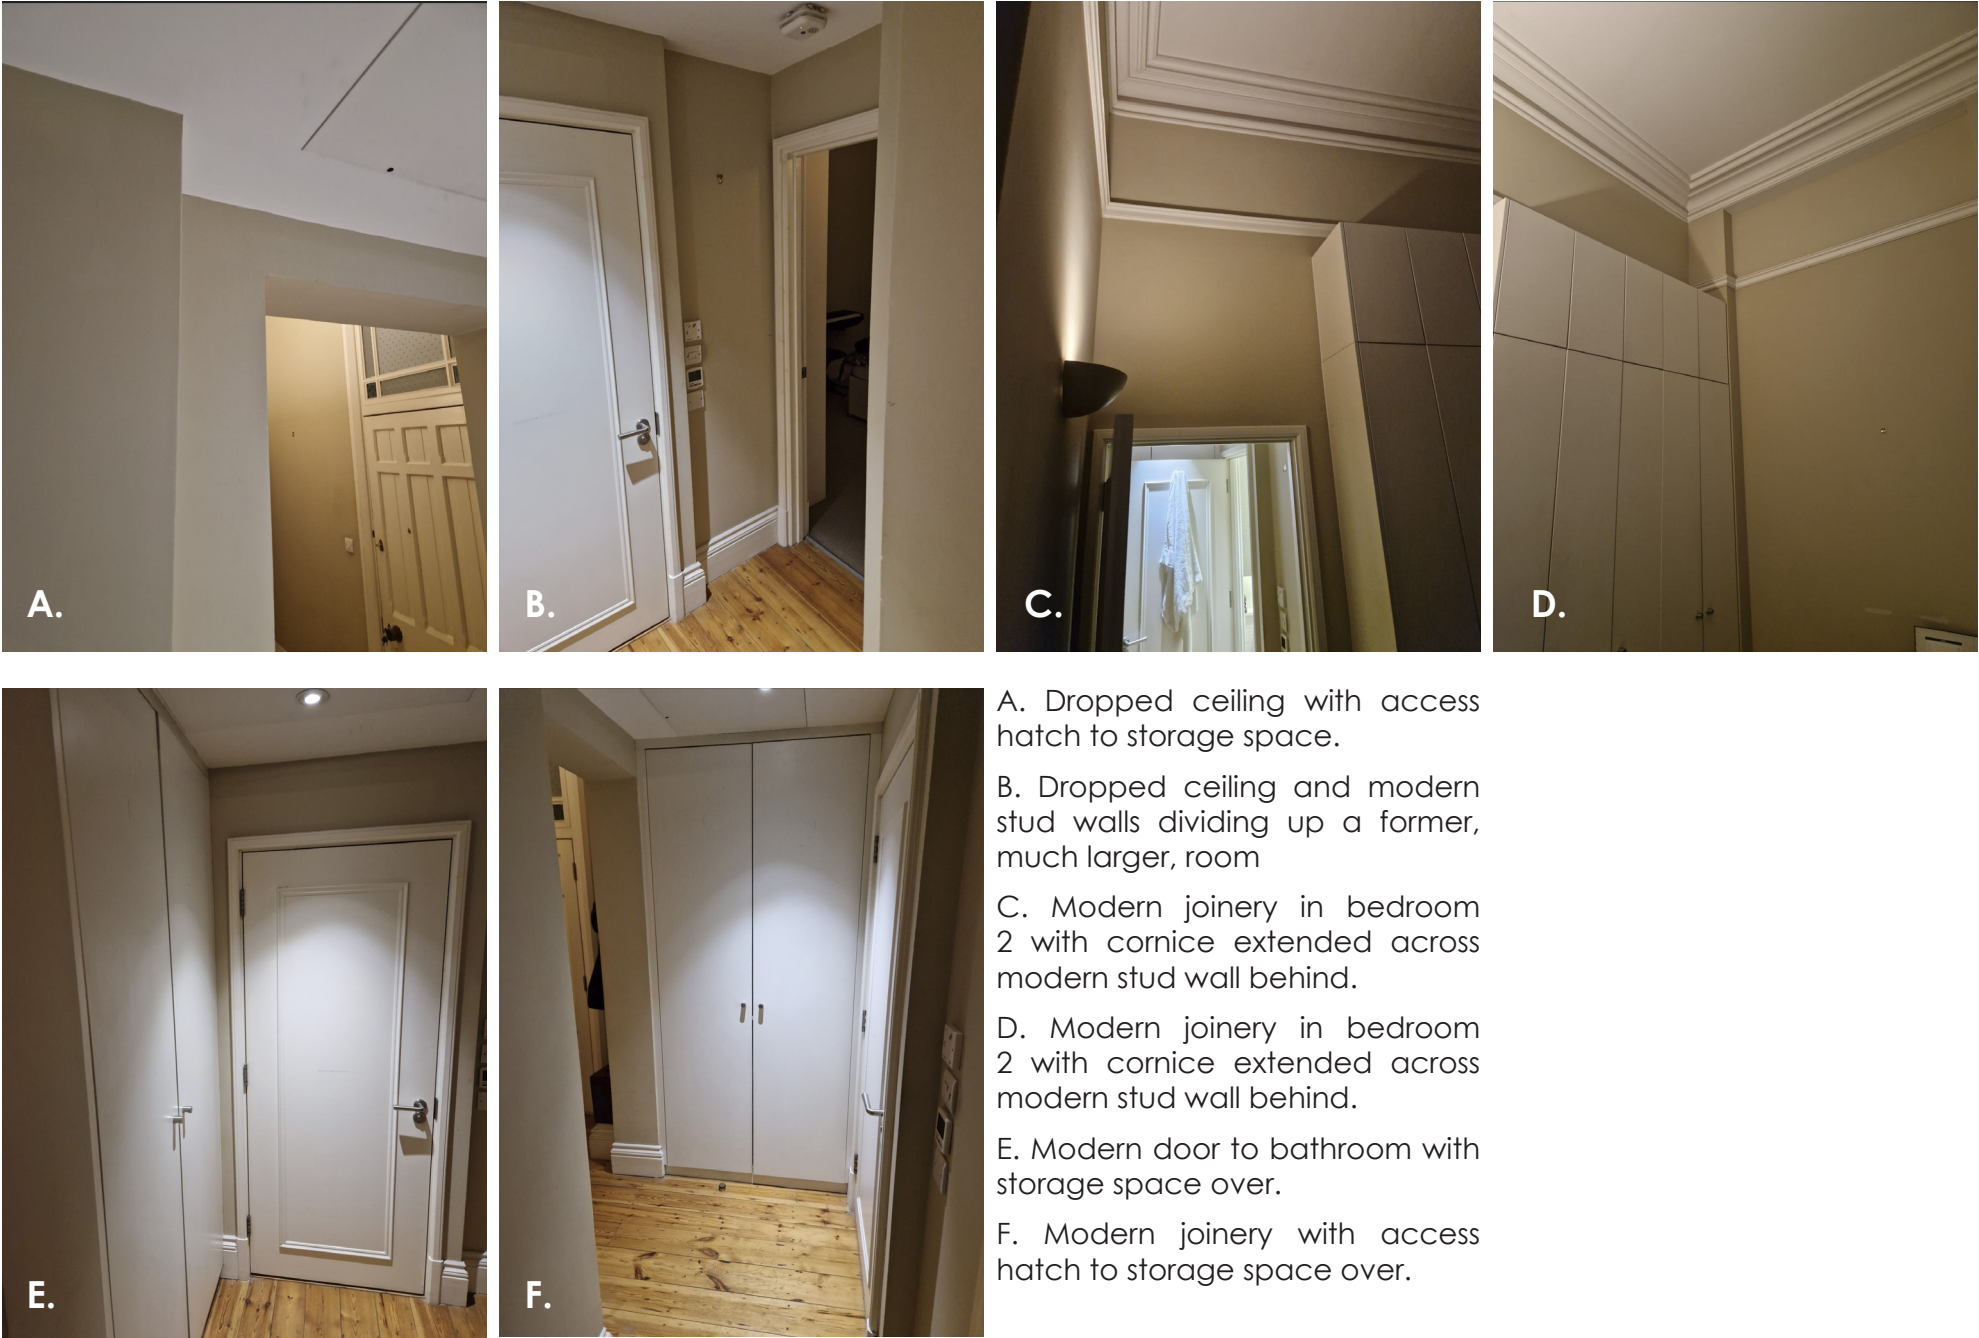 A.
B.
C.
D.
E.
F.
A. Dropped ceiling with access
hatch to storage space.
B. Dropped ceiling and modern
stud walls dividing up a former,
much larger, room
C. Modern joinery in bedroom
2 with cornice extended across
modern stud wall behind.
D. Modern joinery in bedroom
2 with cornice extended across
modern stud wall behind.
E. Modern door to bathroom with
storage space over.
F. Modern joinery with access
hatch to storage space over.